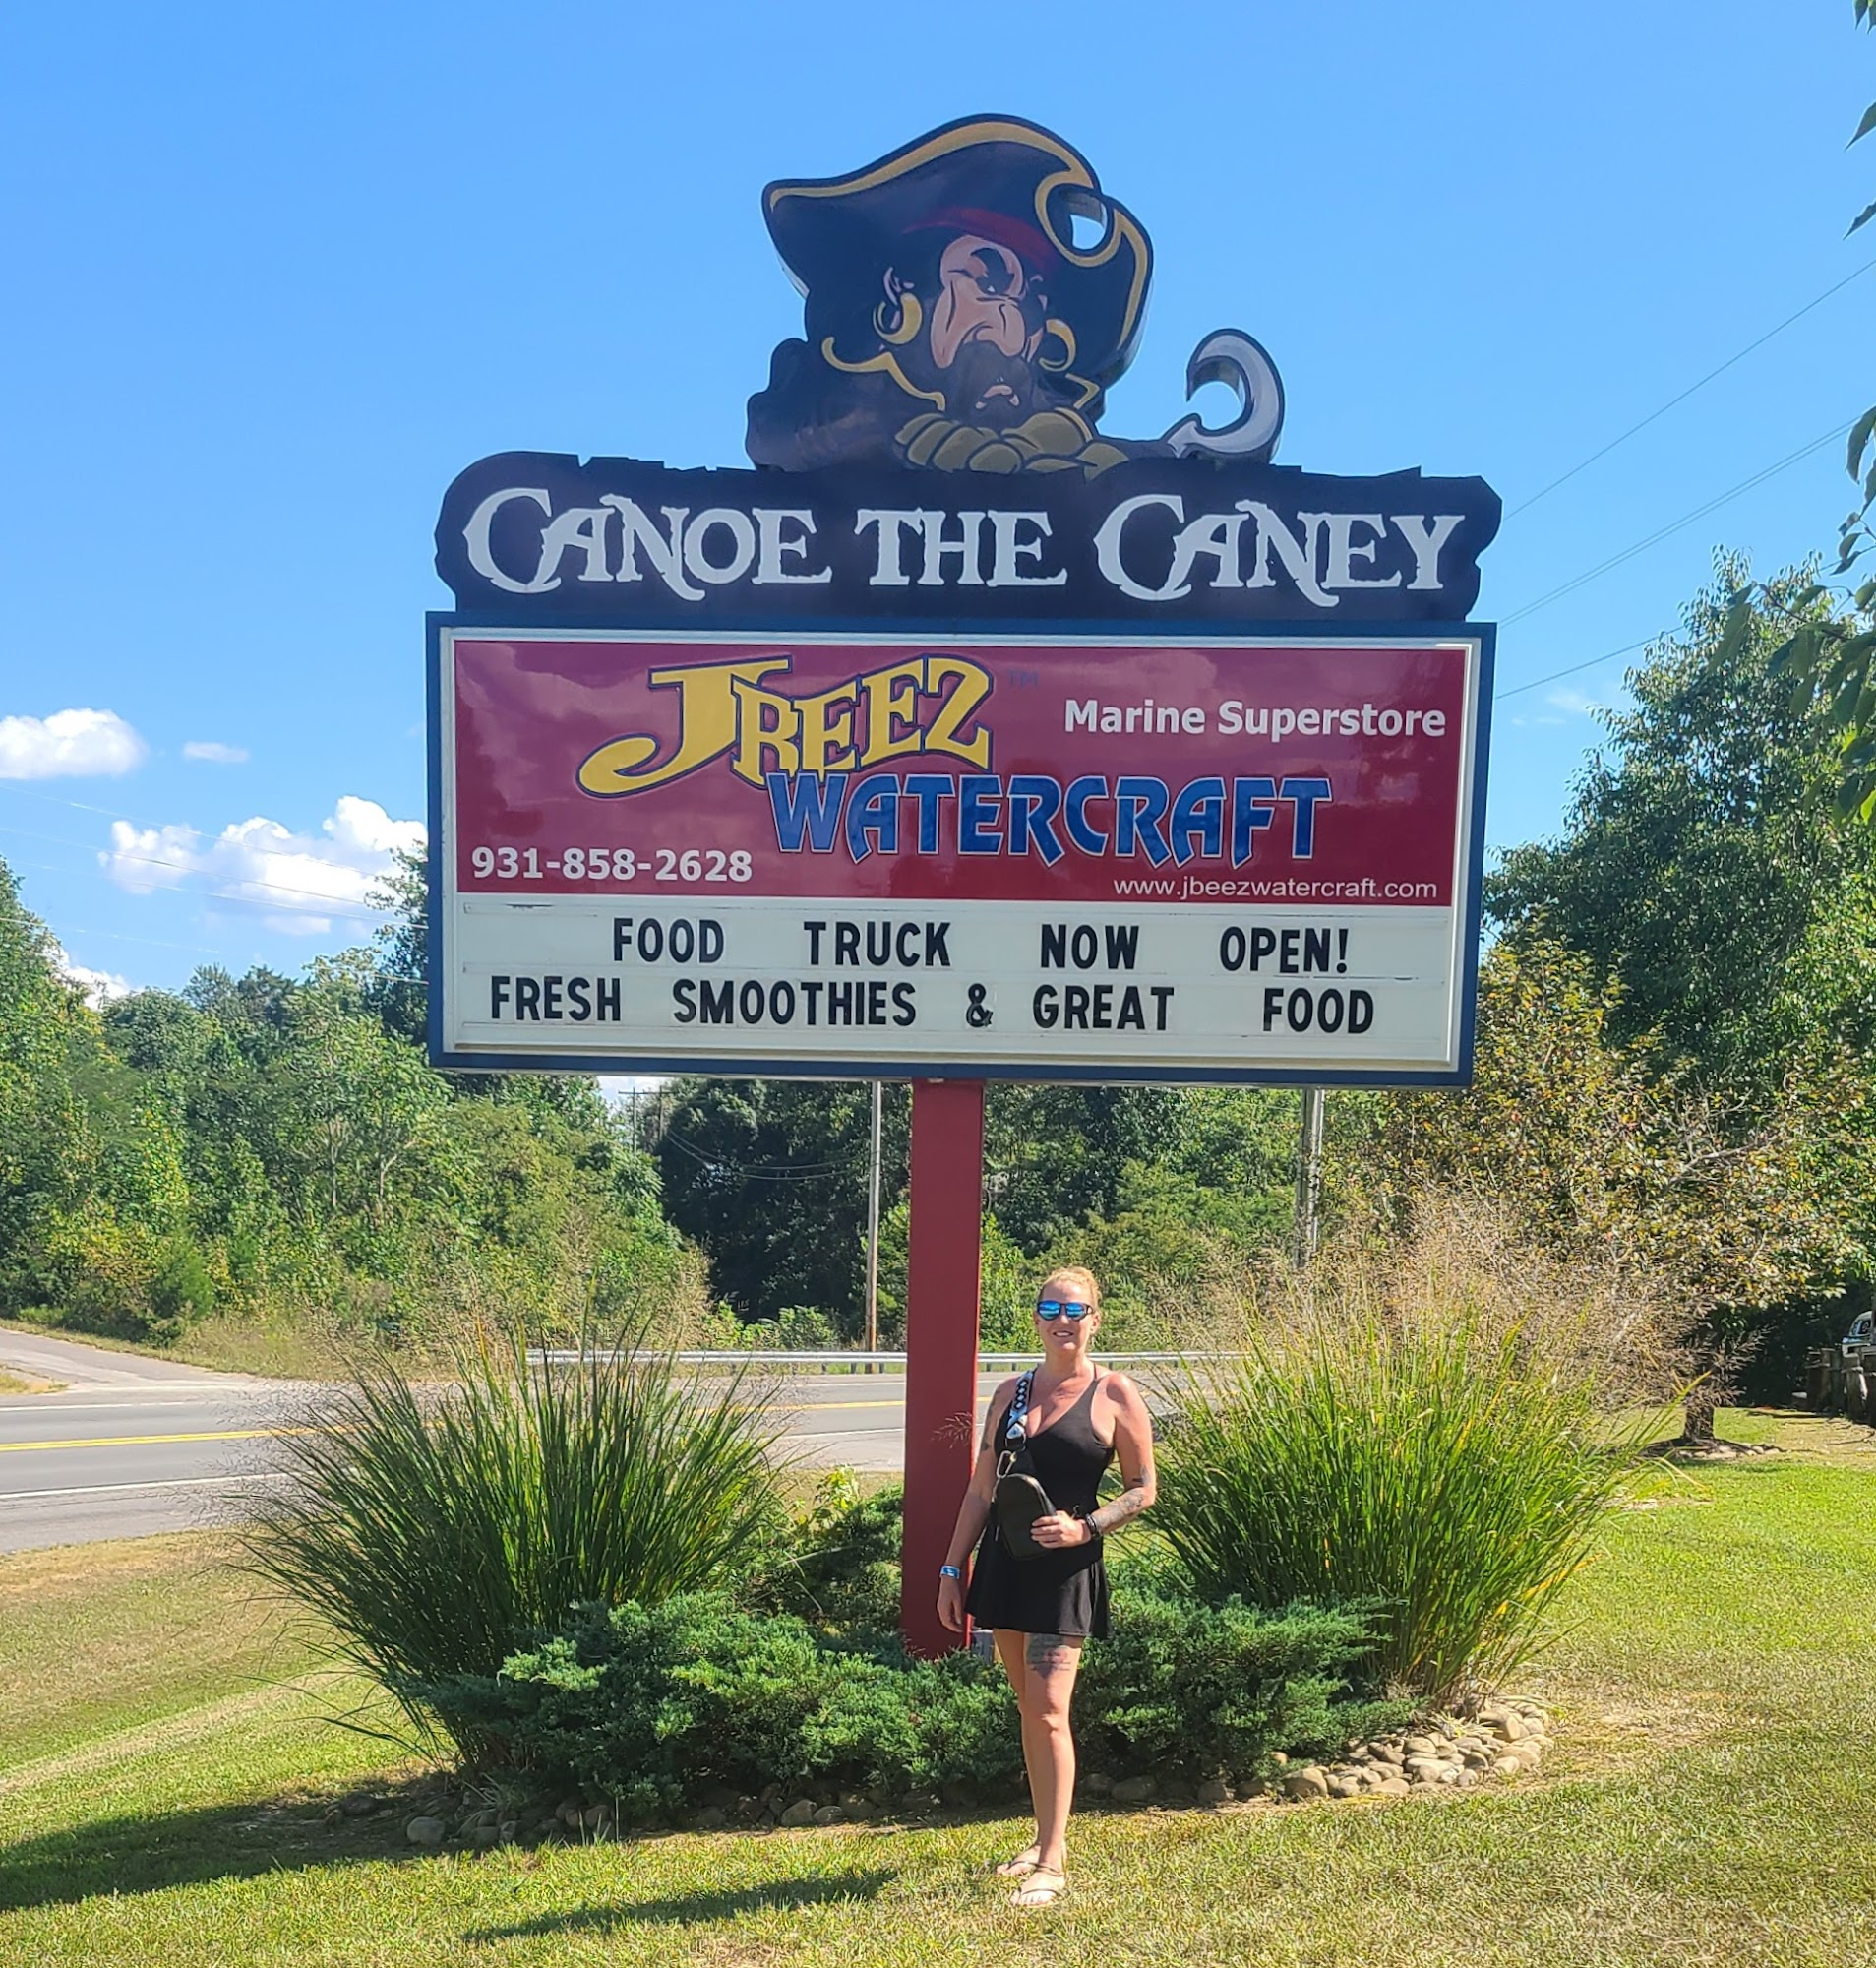 CANOE THE CANEY
JBEEZ™
Marine Superstore
WATERCRAFT
931-858-2628
www.jbeezwatercraft.com
FOOD TRUCK NOW OPEN!
FRESH SMOOTHIES & GREAT FOOD